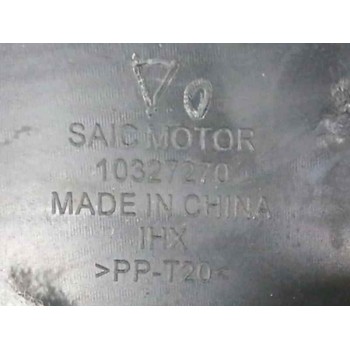 70
SAIC MOTOR
10327270
MADE IN CHINA
IHX
>PP-T20<